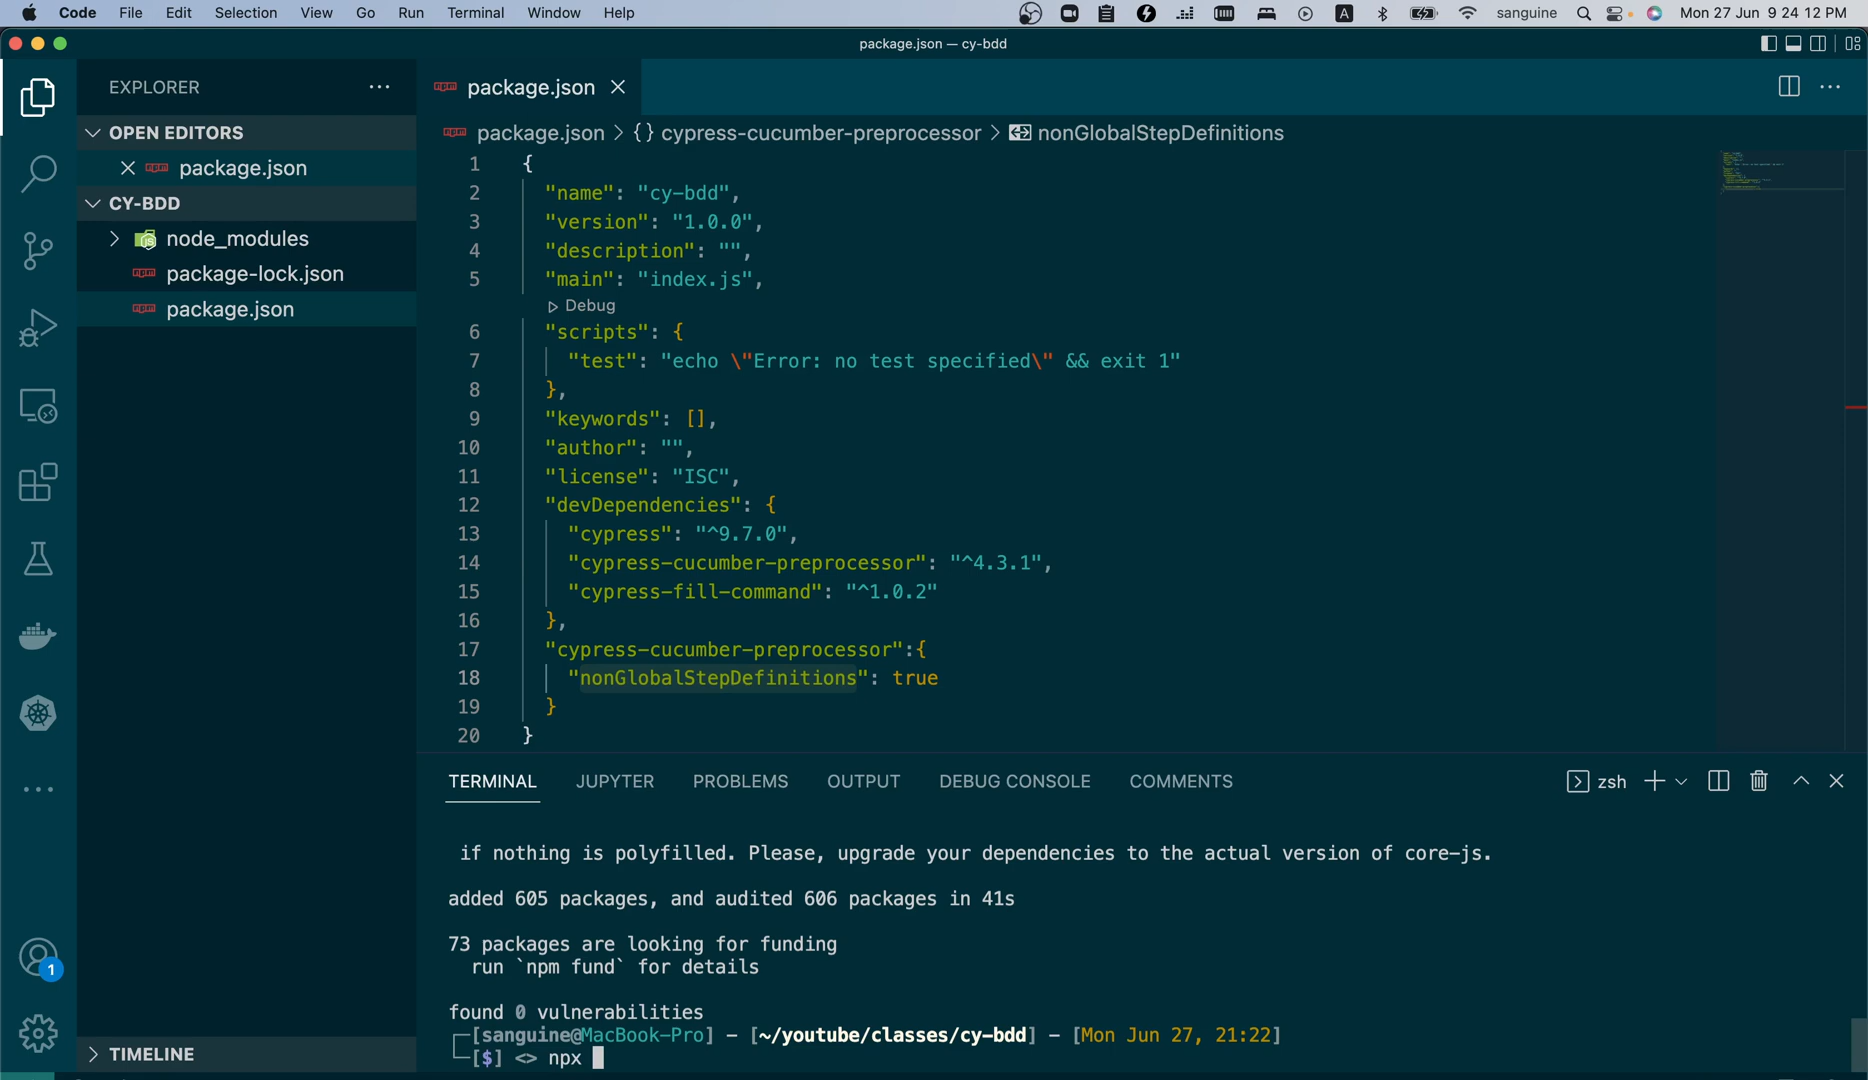 Code File Edit Selection View Go Run Terminal Window Help
A sanguine Mon 27 Jun 9 24 12 PM
package.json — cy-bdd
EXPLORER
OPEN EDITORS
package.json
CY-BDD
node_modules
package-lock.json
package.json
TIMELINE
1
package.json
package.json > {} cypress-cucumber-preprocessor > nonGlobalStepDefinitions
1 {
2 "name": "cy-bdd",
3 "version": "1.0.0",
4 "description": "",
5 "main": "index.js",
Debug
6 "scripts": {
7 "test": "echo \"Error: no test specified\" && exit 1"
8 },
9 "keywords": [],
10 "author": "",
11 "license": "ISC",
12 "devDependencies": {
13 "cypress": "^9.7.0",
14 "cypress-cucumber-preprocessor": "^4.3.1",
15 "cypress-fill-command": "^1.0.2"
16 },
17 "cypress-cucumber-preprocessor":{
18 "nonGlobalStepDefinitions": true
19 }
20 }
TERMINAL JUPYTER PROBLEMS OUTPUT DEBUG CONSOLE COMMENTS zsh
if nothing is polyfilled. Please, upgrade your dependencies to the actual version of core-js.
added 605 packages, and audited 606 packages in 41s
73 packages are looking for funding
run `npm fund` for details
found 0 vulnerabilities
[sanguine@MacBook-Pro] – [~/youtube/classes/cy-bdd] – [Mon Jun 27, 21:22]
[$] <> npx